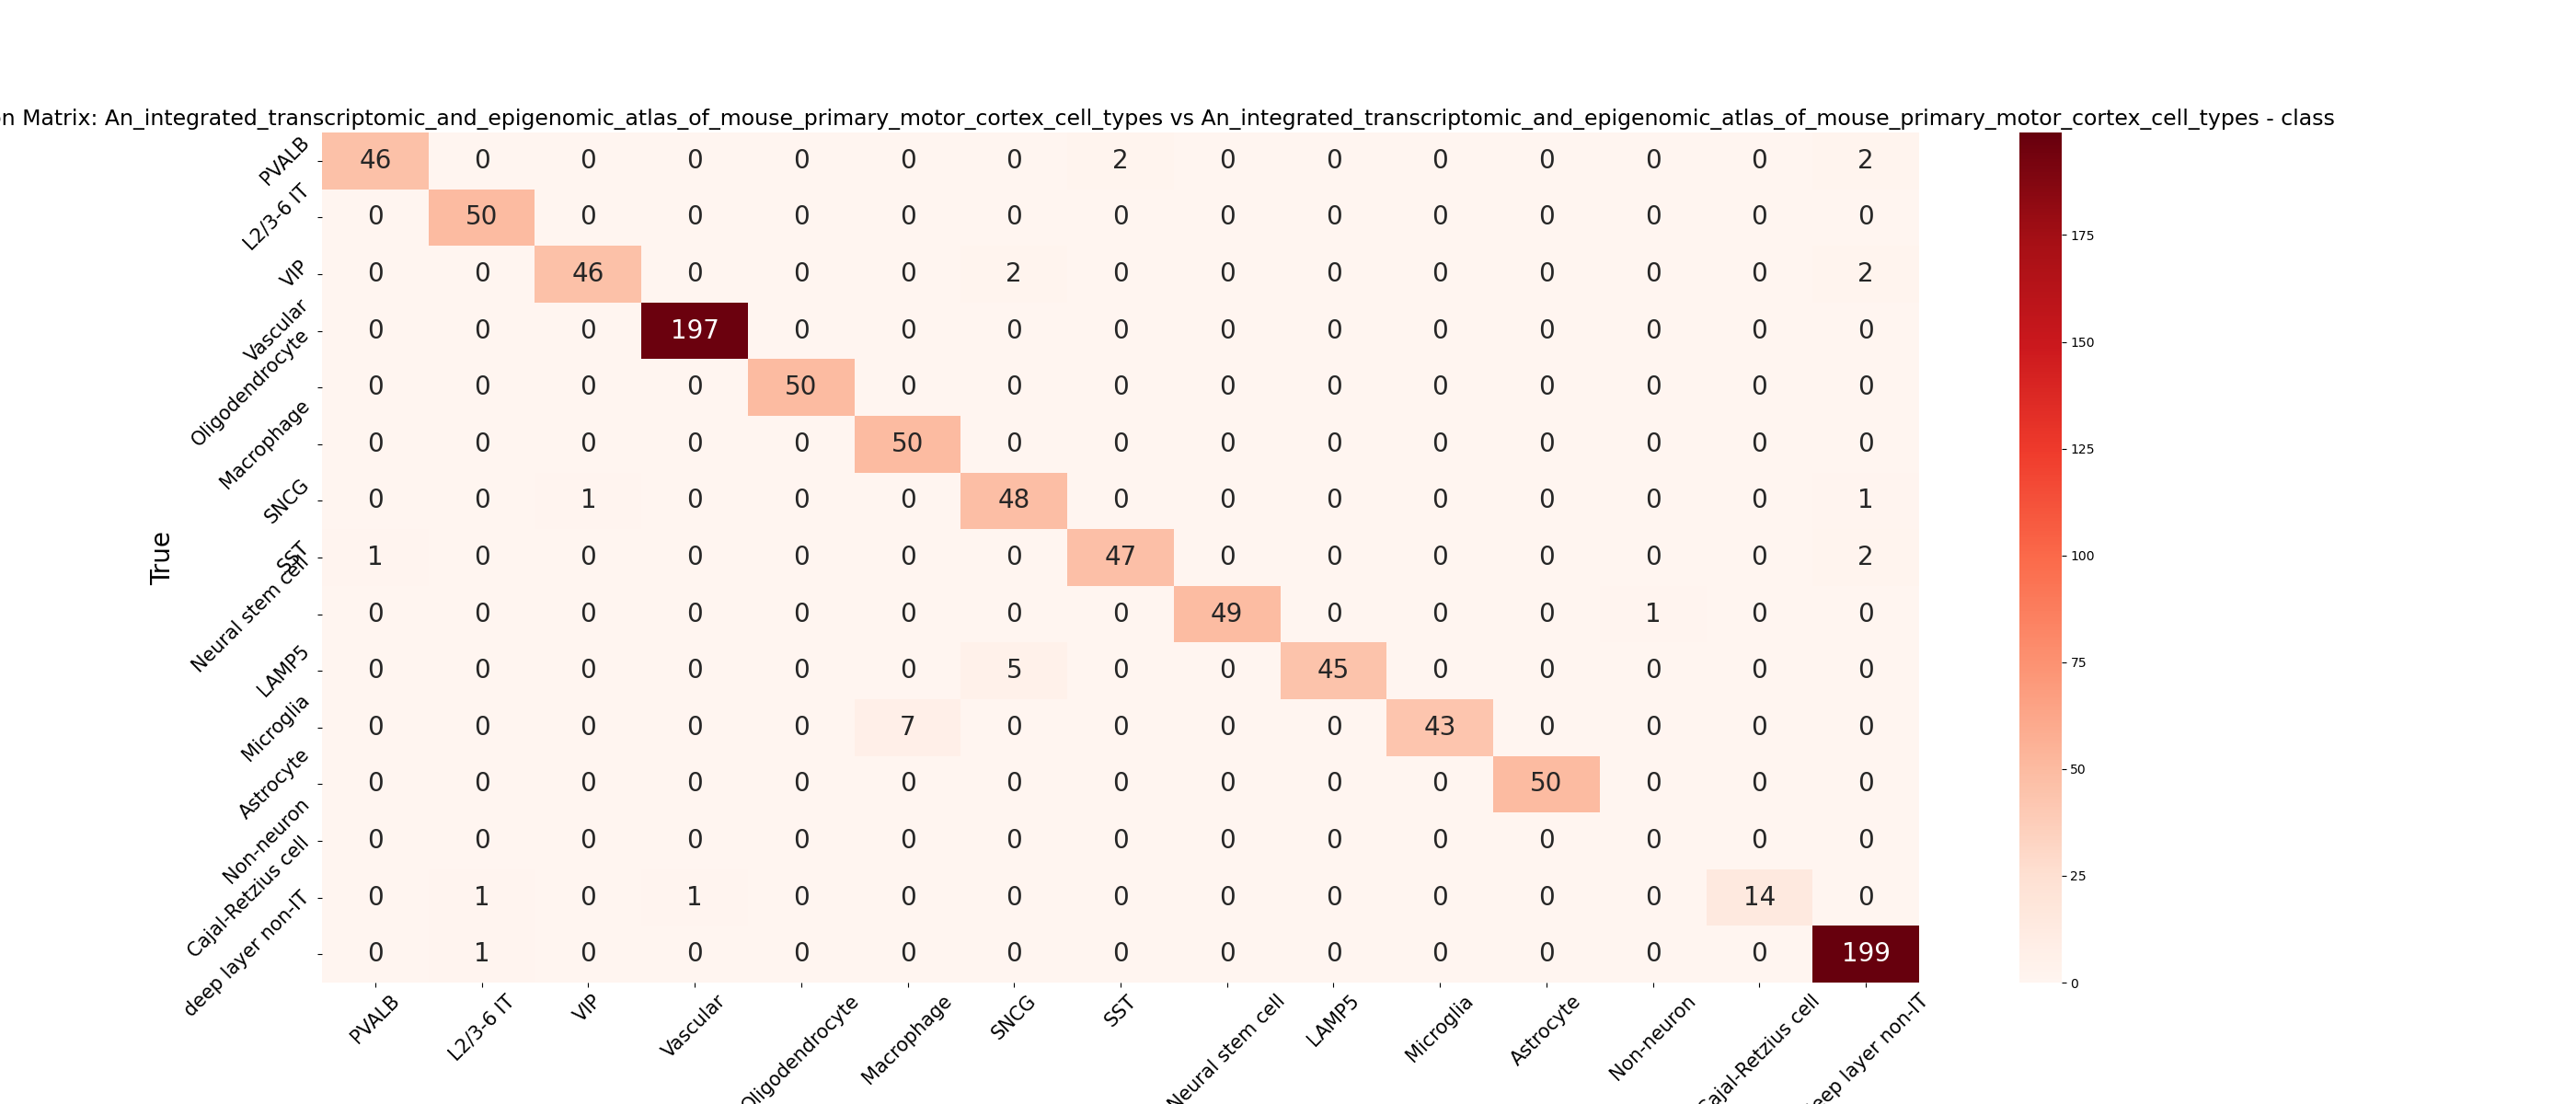 n Matrix: An_integrated_transcriptomic_and_epigenomic_atlas_of_mouse_primary_motor_cortex_cell_types vs An_integrated_transcriptomic_and_epigenomic_atlas_of_mouse_primary_motor_cortex_cell_types - class
PVALB 46 0 0 0 0 0 0 2 0 0 0 0 0 0 2
L2/3-6 IT 0 50 0 0 0 0 0 0 0 0 0 0 0 0 0
VIP 0 0 46 0 0 0 2 0 0 0 0 0 0 0 2
Vascular 0 0 0 197 0 0 0 0 0 0 0 0 0 0 0
Oligodendrocyte 0 0 0 0 50 0 0 0 0 0 0 0 0 0 0
Macrophage 0 0 0 0 0 50 0 0 0 0 0 0 0 0 0
SNCG 0 0 1 0 0 0 48 0 0 0 0 0 0 0 1
SST 1 0 0 0 0 0 0 47 0 0 0 0 0 0 2
Neural stem cell 0 0 0 0 0 0 0 0 49 0 0 0 1 0 0
LAMP5 0 0 0 0 0 0 5 0 0 45 0 0 0 0 0
Microglia 0 0 0 0 0 7 0 0 0 0 43 0 0 0 0
Astrocyte 0 0 0 0 0 0 0 0 0 0 0 50 0 0 0
Non-neuron 0 0 0 0 0 0 0 0 0 0 0 0 0 0 0
Cajal-Retzius cell 0 1 0 1 0 0 0 0 0 0 0 0 0 14 0
deep layer non-IT 0 1 0 0 0 0 0 0 0 0 0 0 0 0 199
True
PVALB
L2/3-6 IT
VIP
Vascular
Oligodendrocyte
Macrophage
SNCG
SST
Neural stem cell
LAMP5
Microglia
Astrocyte
Non-neuron
Cajal-Retzius cell
eep layer non-IT
175
150
125
100
75
50
25
0